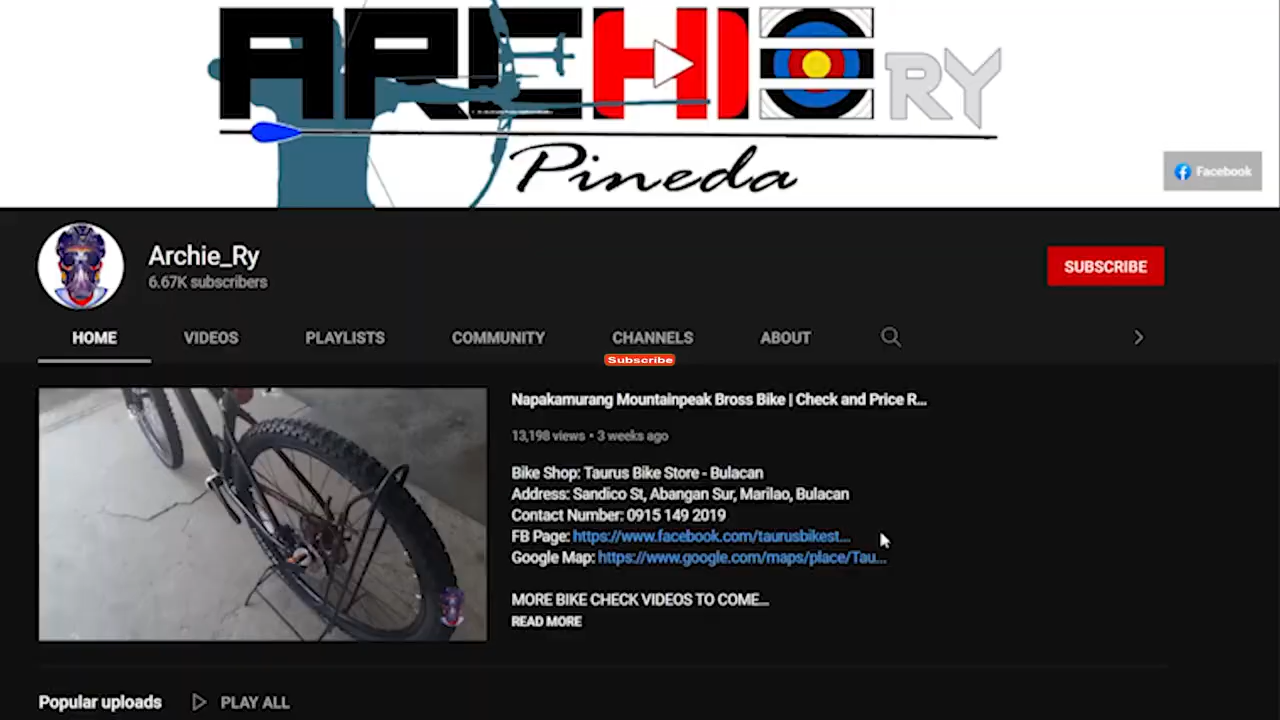 ARCHIORY
Pineda
Facebook
Archie_Ry
6.67K subscribers
SUBSCRIBE
HOME VIDEOS PLAYLISTS COMMUNITY CHANNELS ABOUT
Subscribe
Napakamurang Mountainpeak Bross Bike | Check and Price R...
13,198 views • 3 weeks ago
Bike Shop: Taurus Bike Store - Bulacan
Address: Sandico St, Abangan Sur, Marilao, Bulacan
Contact Number: 0915 149 2019
FB Page: https://www.facebook.com/taurusbikest...
Google Map: https://www.google.com/maps/place/Tau...
MORE BIKE CHECK VIDEOS TO COME...
READ MORE
Popular uploads PLAY ALL